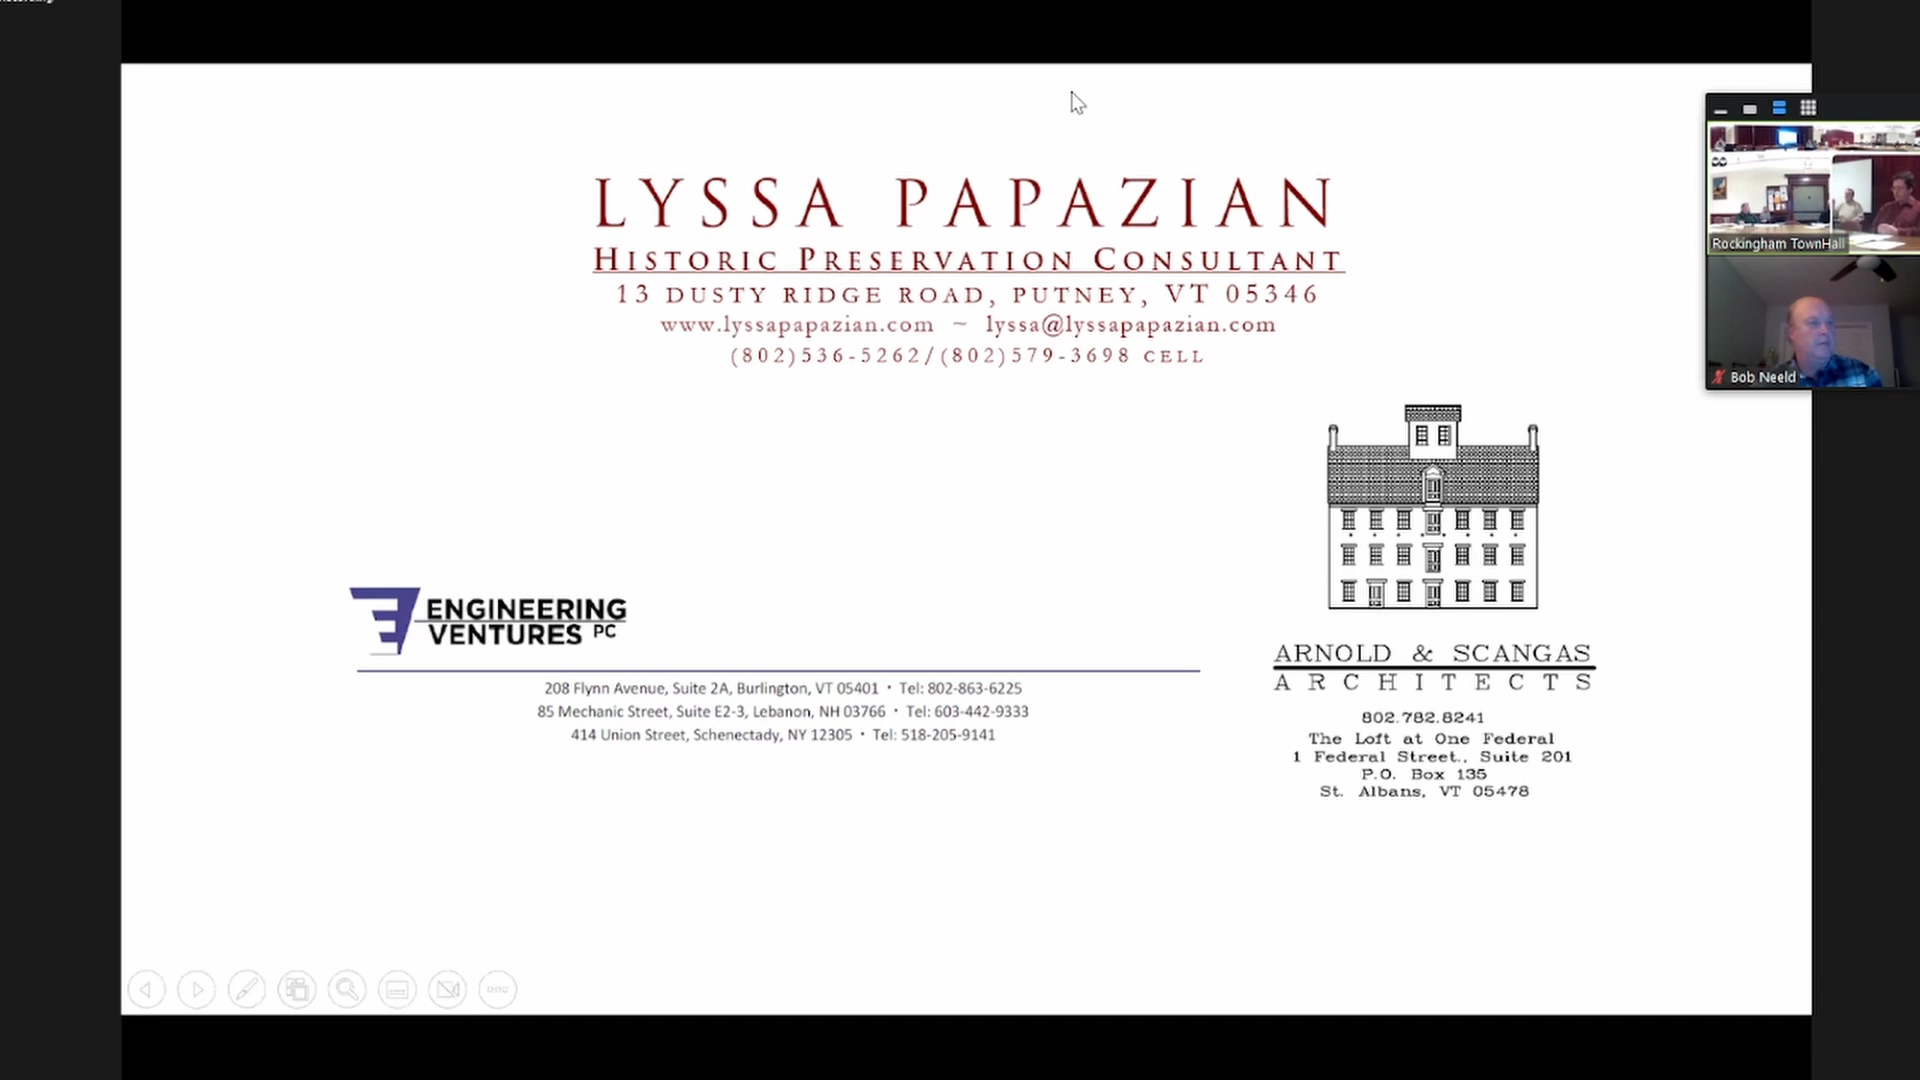 LYSSA PAPAZIAN
HISTORIC PRESERVATION CONSULTANT
13 DUSTY RIDGE ROAD, PUTNEY, VT 05346
www.lyssapapazian.com ~ lyssa@lyssapapazian.com
(802)536-5262/(802)579-3698 CELL
Rockingham TownHall
Bob Neeld
ENGINEERING
VENTURES PC
208 Flynn Avenue, Suite 2A, Burlington, VT 05401 • Tel: 802-863-6225
85 Mechanic Street, Suite E2-3, Lebanon, NH 03766 • Tel: 603-442-9333
414 Union Street, Schenectady, NY 12305 • Tel: 518-205-9141
ARNOLD & SCANGAS
ARCHITECTS
802.782.8241
The Loft at One Federal
1 Federal Street., Suite 201
P.O. Box 135
St. Albans, VT 05478